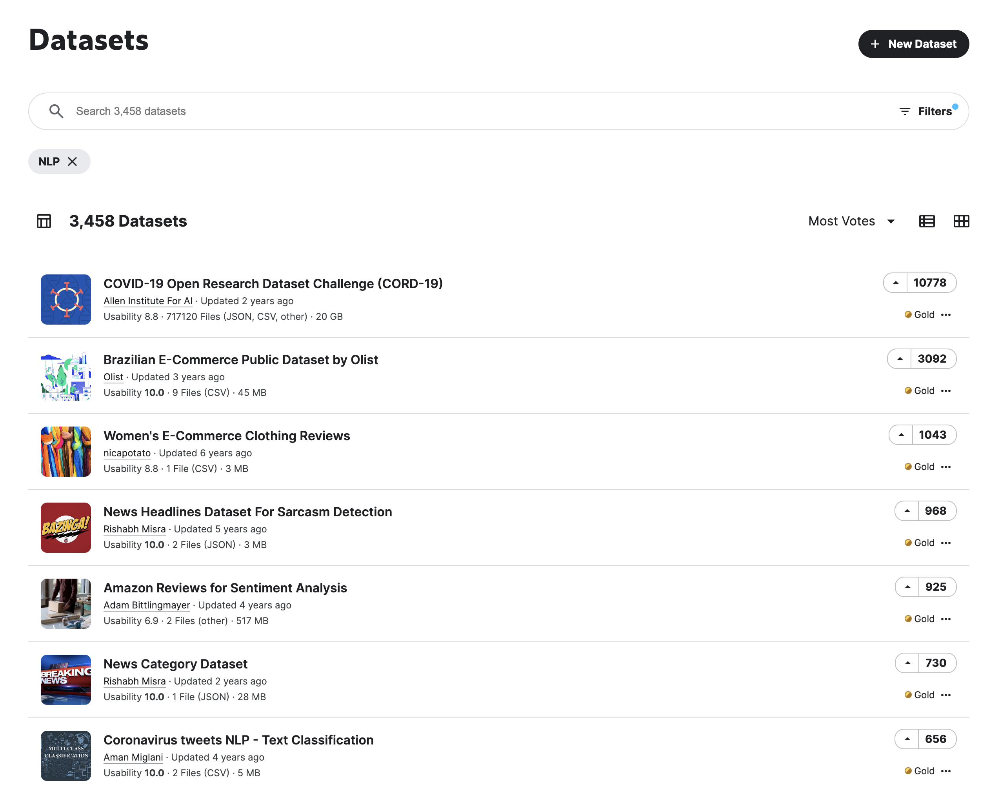 Datasets
+ New Dataset
Search 3,458 datasets
Filters
NLP
3,458 Datasets
Most Votes
COVID-19 Open Research Dataset Challenge (CORD-19)
10778
Allen Institute For AI · Updated 2 years ago
Usability 8.8 · 717120 Files (JSON, CSV, other) · 20 GB
Gold
Brazilian E-Commerce Public Dataset by Olist
3092
Olist · Updated 3 years ago
Usability 10.0 · 9 Files (CSV) · 45 MB
Gold
Women's E-Commerce Clothing Reviews
1043
nicapotato · Updated 6 years ago
Usability 8.8 · 1 File (CSV) · 3 MB
Gold
BAZINGA!
News Headlines Dataset For Sarcasm Detection
968
Rishabh Misra · Updated 5 years ago
Usability 10.0 · 2 Files (JSON) · 3 MB
Gold
Amazon Reviews for Sentiment Analysis
925
Adam Bittlingmayer · Updated 4 years ago
Usability 6.9 · 2 Files (other) · 517 MB
Gold
BREAKING
NEWS
News Category Dataset
730
Rishabh Misra · Updated 2 years ago
Usability 10.0 · 1 File (JSON) · 28 MB
Gold
MULTI-CLASS
CLASSIFICATION
Coronavirus tweets NLP - Text Classification
656
Aman Miglani · Updated 4 years ago
Usability 10.0 · 2 Files (CSV) · 5 MB
Gold